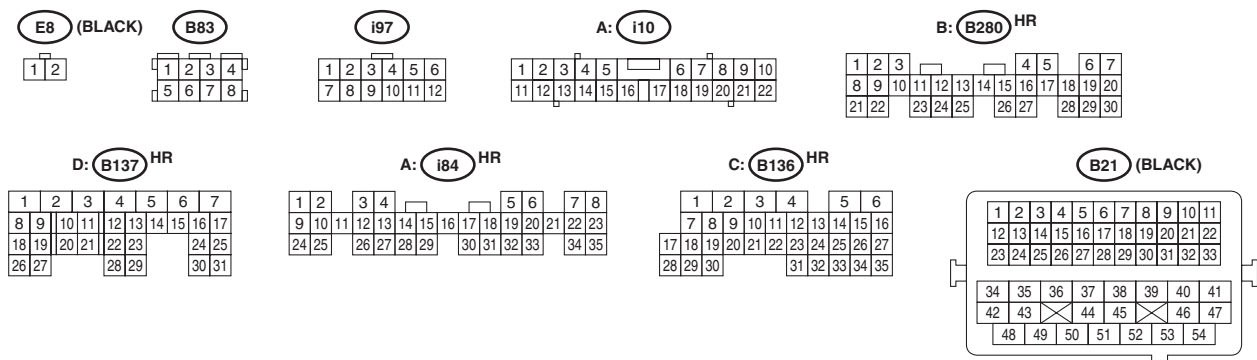 E8 (BLACK) B83 i97 A: i10 B: B280 HR
1 2
1 2 3 4
5 6 7 8
1 2 3 4 5 6
7 8 9 10 11 12
1 2 3 4 5 6 7 8 9 10
11 12 13 14 15 16 17 18 19 20 21 22
1 2 3 4 5 6 7
8 9 10 11 12 13 14 15 16 17 18 19 20
21 22 23 24 25 26 27 28 29 30
D: B137 HR A: i84 HR C: B136 HR B21 (BLACK)
1 2 3 4 5 6 7
8 9 10 11 12 13 14 15 16 17
18 19 20 21 22 23 24 25
26 27 28 29 30 31
1 2 3 4 5 6 7 8
9 10 11 12 13 14 15 16 17 18 19 20 21 22 23
24 25 26 27 28 29 30 31 32 33 34 35
1 2 3 4 5 6
7 8 9 10 11 12 13 14 15 16
17 18 19 20 21 22 23 24 25 26 27
28 29 30 31 32 33 34 35
1 2 3 4 5 6 7 8 9 10 11
12 13 14 15 16 17 18 19 20 21 22
23 24 25 26 27 28 29 30 31 32 33
34 35 36 37 38 39 40 41
42 43 44 45 46 47
48 49 50 51 52 53 54